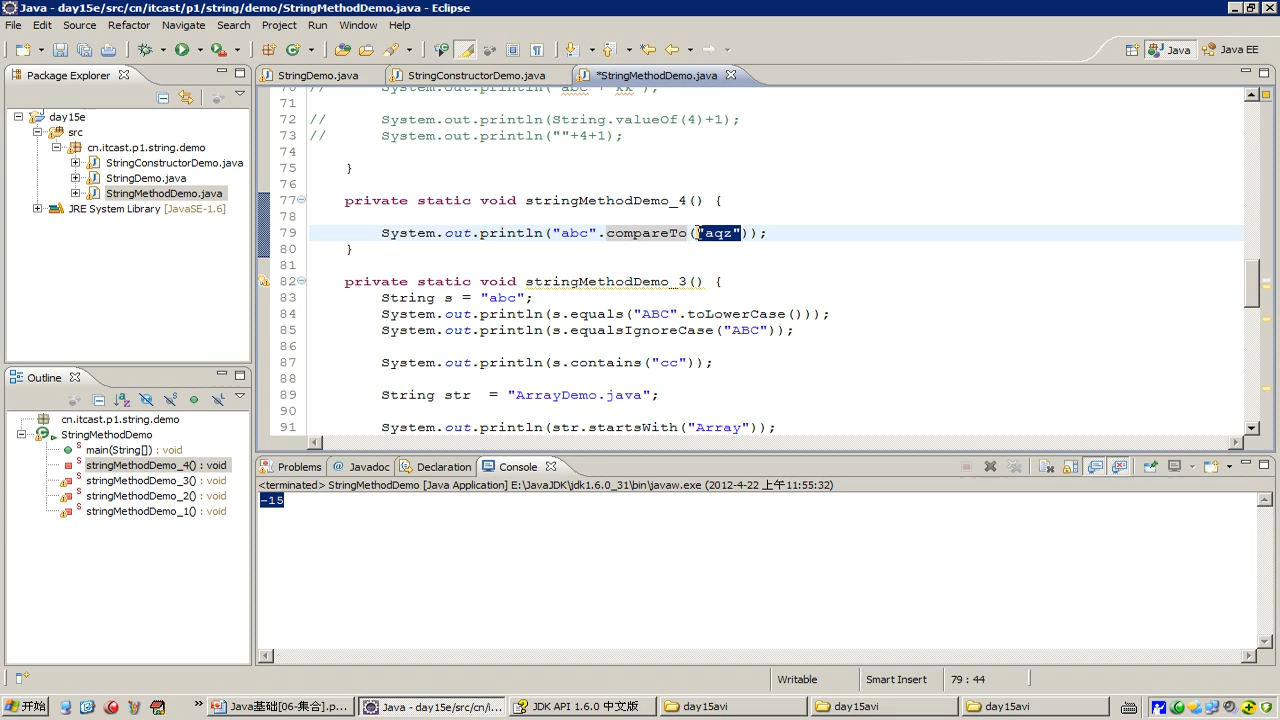 Java - day15e/src/cn/itcast/p1/string/demo/StringMethodDemo.java - Eclipse
File Edit Source Refactor Navigate Search Project Run Window Help
Java Java EE
Package Explorer
day15e
src
cn.itcast.p1.string.demo
StringConstructorDemo.java
StringDemo.java
StringMethodDemo.java
JRE System Library [JavaSE-1.6]
Outline
cn.itcast.p1.string.demo
StringMethodDemo
main(String[]) : void
stringMethodDemo_4() : void
stringMethodDemo_3() : void
stringMethodDemo_2() : void
stringMethodDemo_1() : void
StringDemo.java StringConstructorDemo.java *StringMethodDemo.java
70 // System.out.println("abc"+"kk");
71
72 // System.out.println(String.valueOf(4)+1);
73 // System.out.println(""+4+1);
74
75 }
76
77 private static void stringMethodDemo_4() {
78
79 System.out.println("abc".compareTo("aqz"));
80 }
81
82 private static void stringMethodDemo_3() {
83 String s = "abc";
84 System.out.println(s.equals("ABC".toLowerCase()));
85 System.out.println(s.equalsIgnoreCase("ABC"));
86
87 System.out.println(s.contains("cc"));
88
89 String str = "ArrayDemo.java";
90
91 System.out.println(str.startsWith("Array"));
Problems Javadoc Declaration Console
<terminated> StringMethodDemo [Java Application] E:\JavaJDK\jdk1.6.0_31\bin\javaw.exe (2012-4-22 上午11:55:32)
-15
Writable Smart Insert 79 : 44
开始 Java基础[06-集合].p... Java - day15e/src/cn/i... JDK API 1.6.0 中文版 day15avi day15avi day15avi